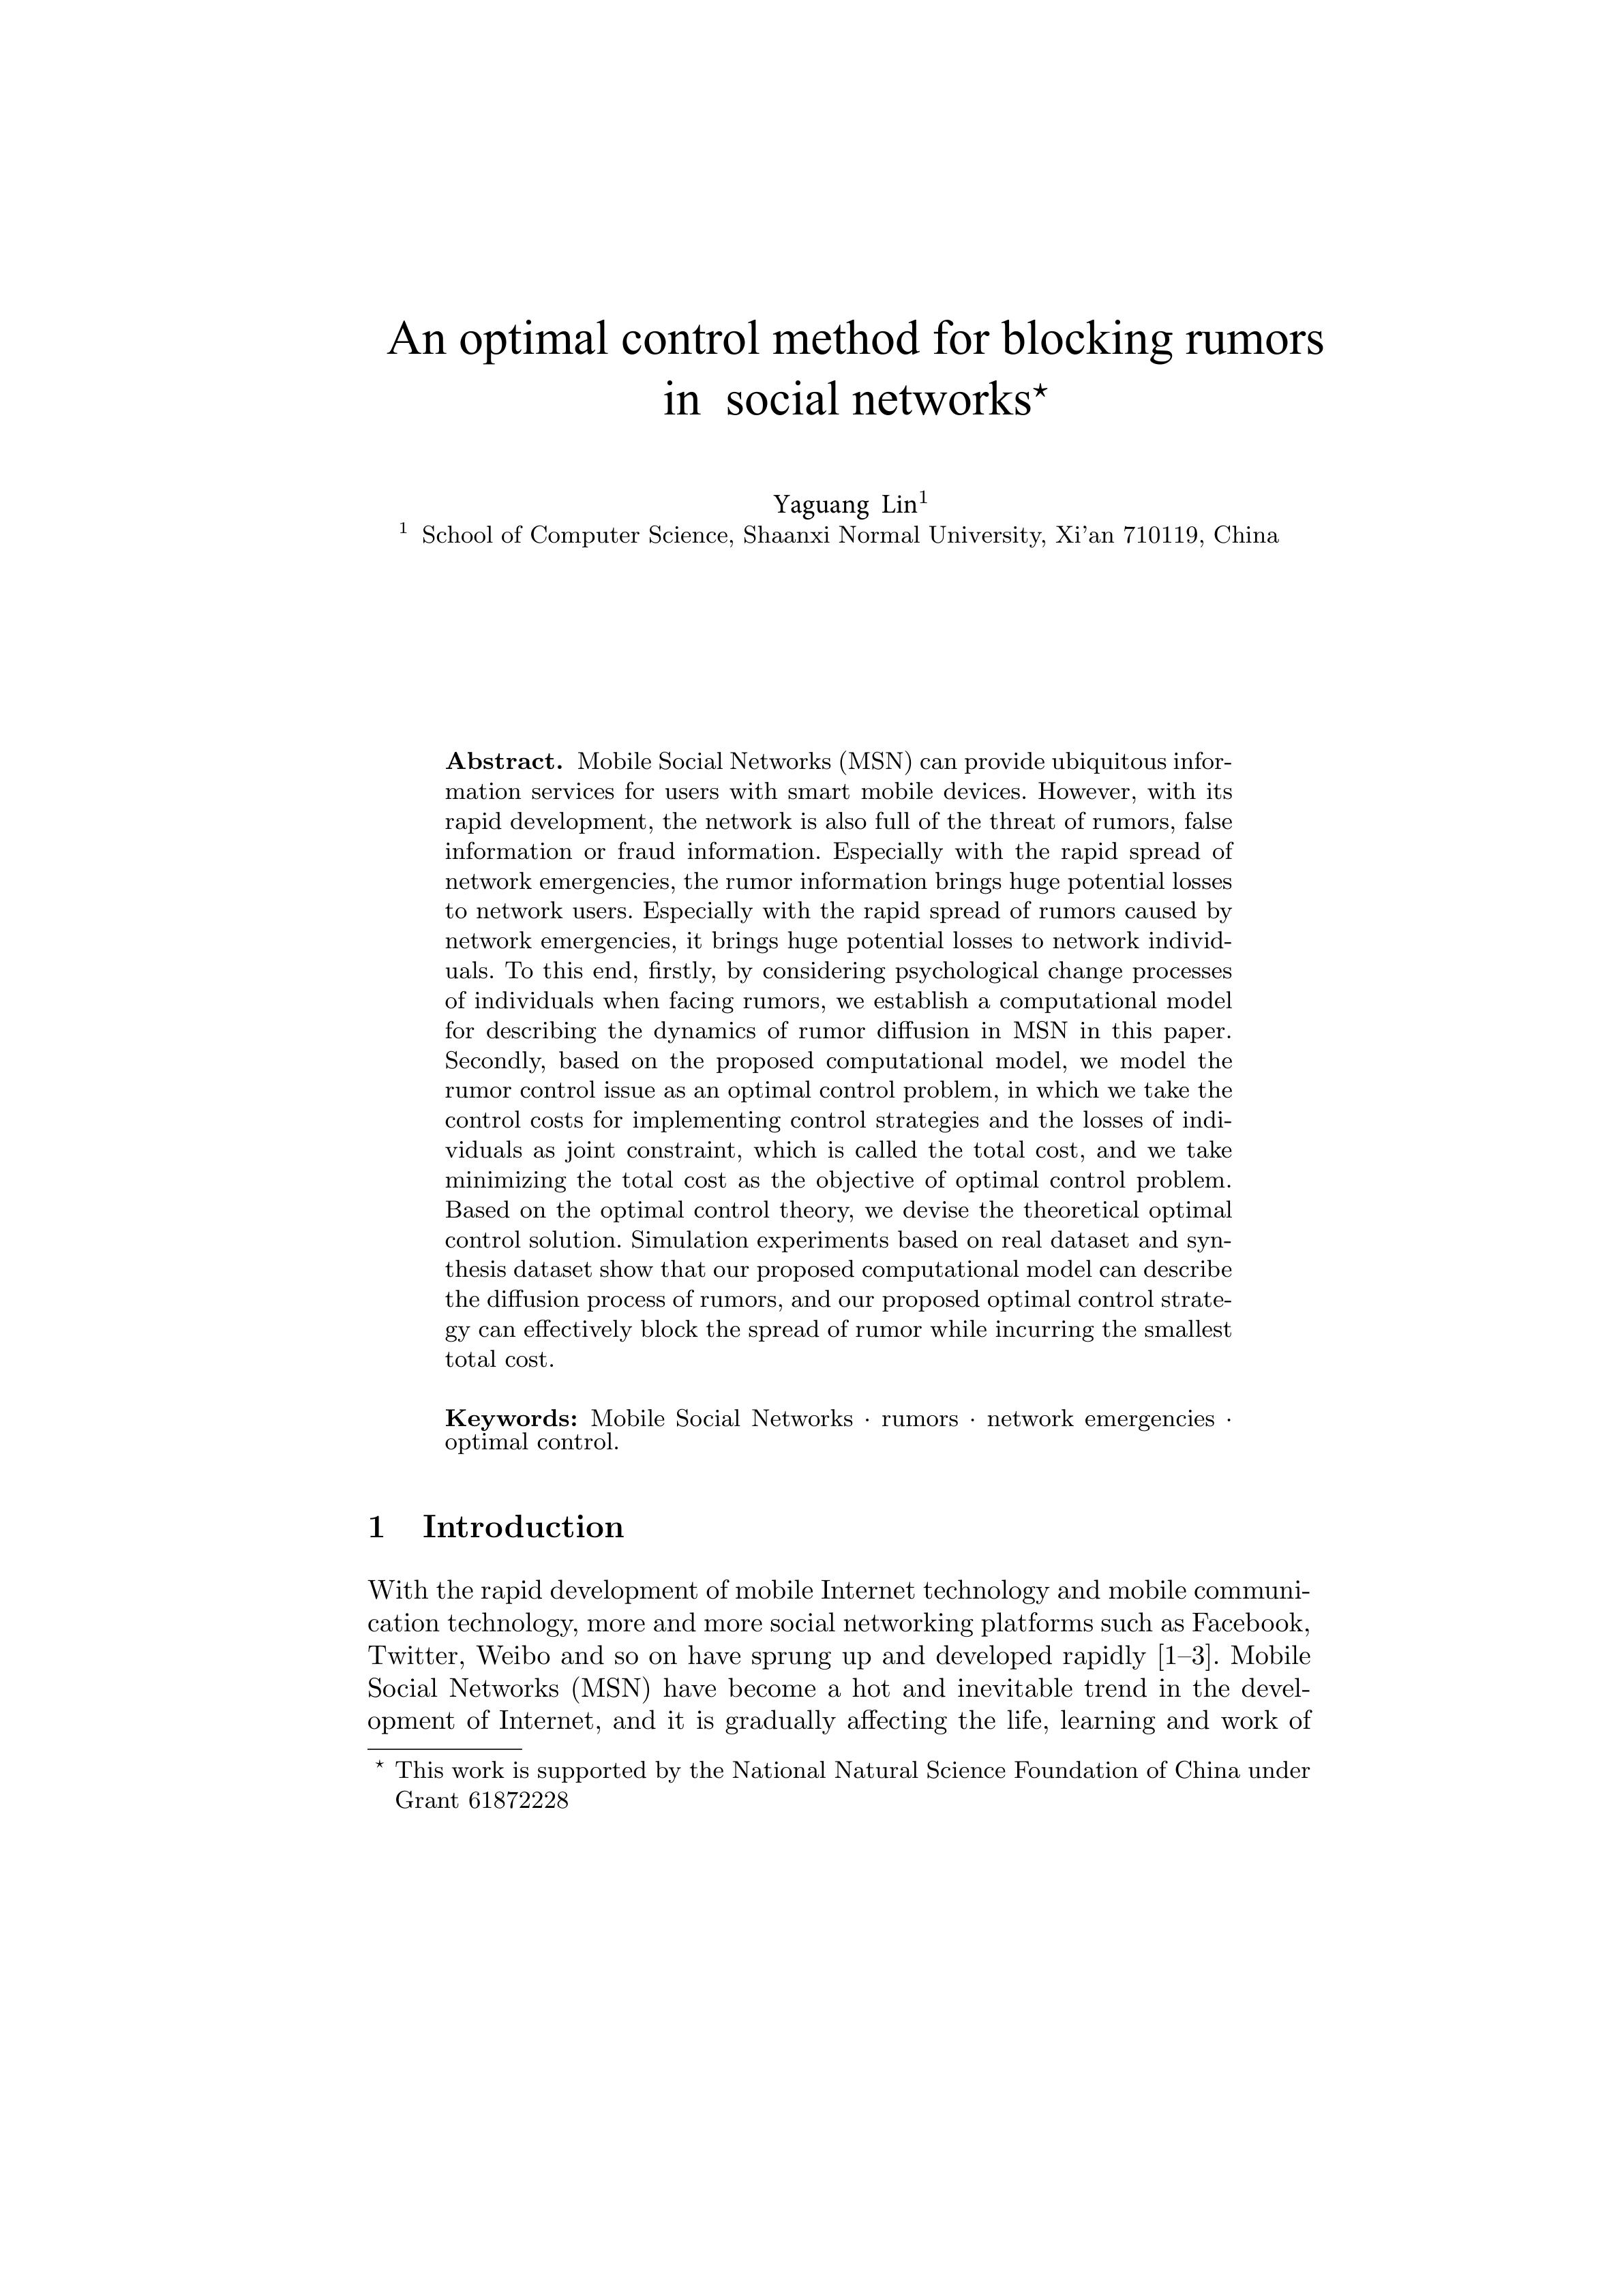 An optimal control method for blocking rumors
in social networks⋆
Yaguang Lin1
1 School of Computer Science, Shaanxi Normal University, Xi'an 710119, China
Abstract. Mobile Social Networks (MSN) can provide ubiquitous infor-
mation services for users with smart mobile devices. However, with its
rapid development, the network is also full of the threat of rumors, false
information or fraud information. Especially with the rapid spread of
network emergencies, the rumor information brings huge potential losses
to network users. Especially with the rapid spread of rumors caused by
network emergencies, it brings huge potential losses to network individ-
uals. To this end, firstly, by considering psychological change processes
of individuals when facing rumors, we establish a computational model
for describing the dynamics of rumor diffusion in MSN in this paper.
Secondly, based on the proposed computational model, we model the
rumor control issue as an optimal control problem, in which we take the
control costs for implementing control strategies and the losses of indi-
viduals as joint constraint, which is called the total cost, and we take
minimizing the total cost as the objective of optimal control problem.
Based on the optimal control theory, we devise the theoretical optimal
control solution. Simulation experiments based on real dataset and syn-
thesis dataset show that our proposed computational model can describe
the diffusion process of rumors, and our proposed optimal control strate-
gy can effectively block the spread of rumor while incurring the smallest
total cost.
Keywords: Mobile Social Networks · rumors · network emergencies ·
optimal control.
1 Introduction
With the rapid development of mobile Internet technology and mobile communi-
cation technology, more and more social networking platforms such as Facebook,
Twitter, Weibo and so on have sprung up and developed rapidly [1–3]. Mobile
Social Networks (MSN) have become a hot and inevitable trend in the devel-
opment of Internet, and it is gradually affecting the life, learning and work of
⋆ This work is supported by the National Natural Science Foundation of China under
Grant 61872228